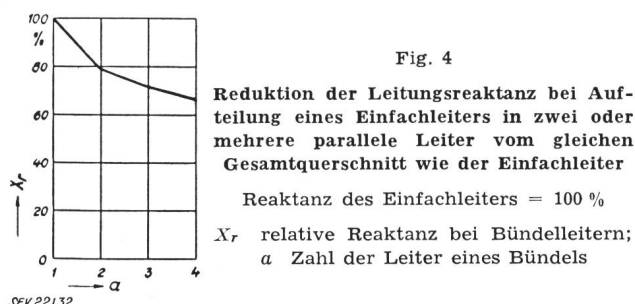 100
%
80
60
40
20
0
Xr
1 2 3 4
a
SEV 22132
Fig. 4
Reduktion der Leitungsreaktanz bei Auf-
teilung eines Einfachleiters in zwei oder
mehrere parallele Leiter vom gleichen
Gesamtquerschnitt wie der Einfachleiter
Reaktanz des Einfachleiters = 100 %
Xr relative Reaktanz bei Bündelleitern;
a Zahl der Leiter eines Bündels